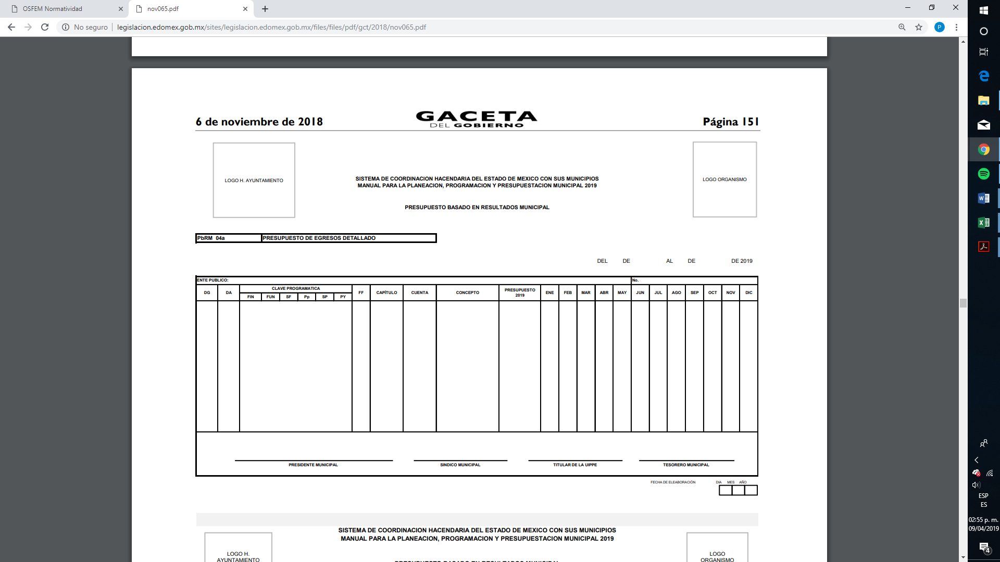 OSFEM Normatividad
nov065.pdf
No seguro
legislacion.edomex.gob.mx/sites/legislacion.edomex.gob.mx/files/files/pdf/gct/2018/nov065.pdf
P
6 de noviembre de 2018
GACETA
DEL GOBIERNO
Página 151
LOGO H. AYUNTAMIENTO
SISTEMA DE COORDINACION HACENDARIA DEL ESTADO DE MEXICO CON SUS MUNICIPIOS
MANUAL PARA LA PLANEACION, PROGRAMACION Y PRESUPUESTACION MUNICIPAL 2019
PRESUPUESTO BASADO EN RESULTADOS MUNICIPAL
LOGO ORGANISMO
PbRM 04a PRESUPUESTO DE EGRESOS DETALLADO
DEL DE AL DE DE 2019
ENTE PUBLICO: No.
DG DA CLAVE PROGRAMATICA FF CAPÍTULO CUENTA CONCEPTO PRESUPUESTO 2019 ENE FEB MAR ABR MAY JUN JUL AGO SEP OCT NOV DIC
FIN FUN SF Pp SP PY
PRESIDENTE MUNICIPAL SINDICO MUNICIPAL TITULAR DE LA UIPPE TESORERO MUNICIPAL
FECHA DE ELEABORACIÓN DIA MES AÑO
SISTEMA DE COORDINACION HACENDARIA DEL ESTADO DE MEXICO CON SUS MUNICIPIOS
MANUAL PARA LA PLANEACION, PROGRAMACION Y PRESUPUESTACION MUNICIPAL 2019
LOGO H.
AYUNTAMIENTO
LOGO
ORGANISMO
PRESUPUESTO BASADO EN RESULTADOS MUNICIPAL
ESP
ES
02:55 p. m.
09/04/2019
4